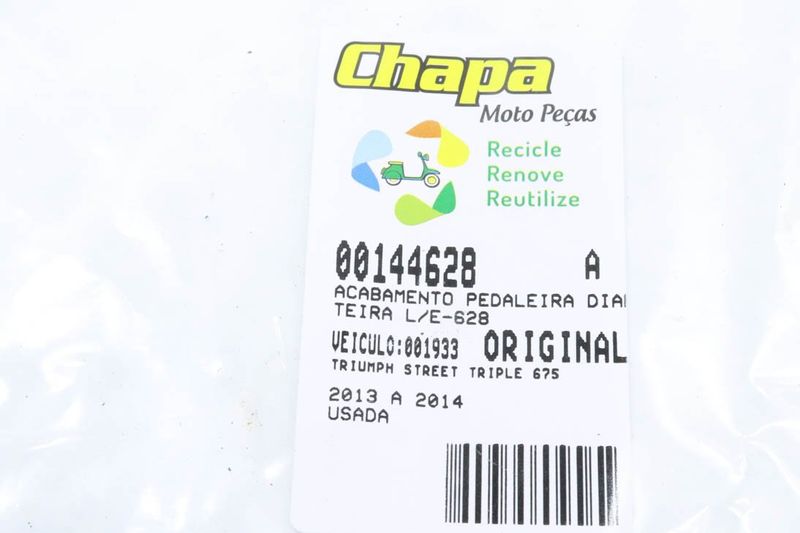 Chapa
Moto Peças
Recicle
Renove
Reutilize
00144628 A
ACABAMENTO PEDALEIRA DIA
TEIRA L/E-628
VEICULO:001933 ORIGINAL
TRIUMPH STREET TRIPLE 675
2013 A 2014
USADA